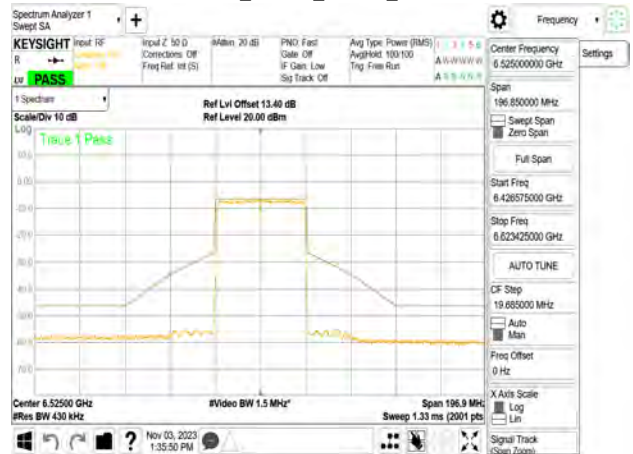 Spectrum Analyzer 1
Swept SA
Frequency
KEYSIGHT
Input: RF
Input Z: 50 Ω
#Atten: 20 dB
PNO: Fast
Avg Type: Power (RMS)
R
Corrections: Off
Gate: Off
Avg|Hold: 100/100
Freq Ref: Int (S)
IF Gain: Low
Trig: Free Run
Sig Track: Off
PASS
1 Spectrum
Scale/Div 10 dB
Ref Lvl Offset 13.40 dB
Ref Level 20.00 dBm
Log
Trace 1 Pass
Center 6.52500 GHz
#Video BW 1.5 MHz*
Span 196.9 MHz
#Res BW 430 kHz
Sweep 1.33 ms (2001 pts
Nov 03, 2023
1:35:50 PM
Center Frequency
6.525000000 GHz
Settings
Span
196.850000 MHz
Swept Span
Zero Span
Full Span
Start Freq
6.426575000 GHz
Stop Freq
6.623425000 GHz
AUTO TUNE
CF Step
19.685000 MHz
Auto
Man
Freq Offset
0 Hz
X Axis Scale
Log
Lin
Signal Track
(Span Zoom)